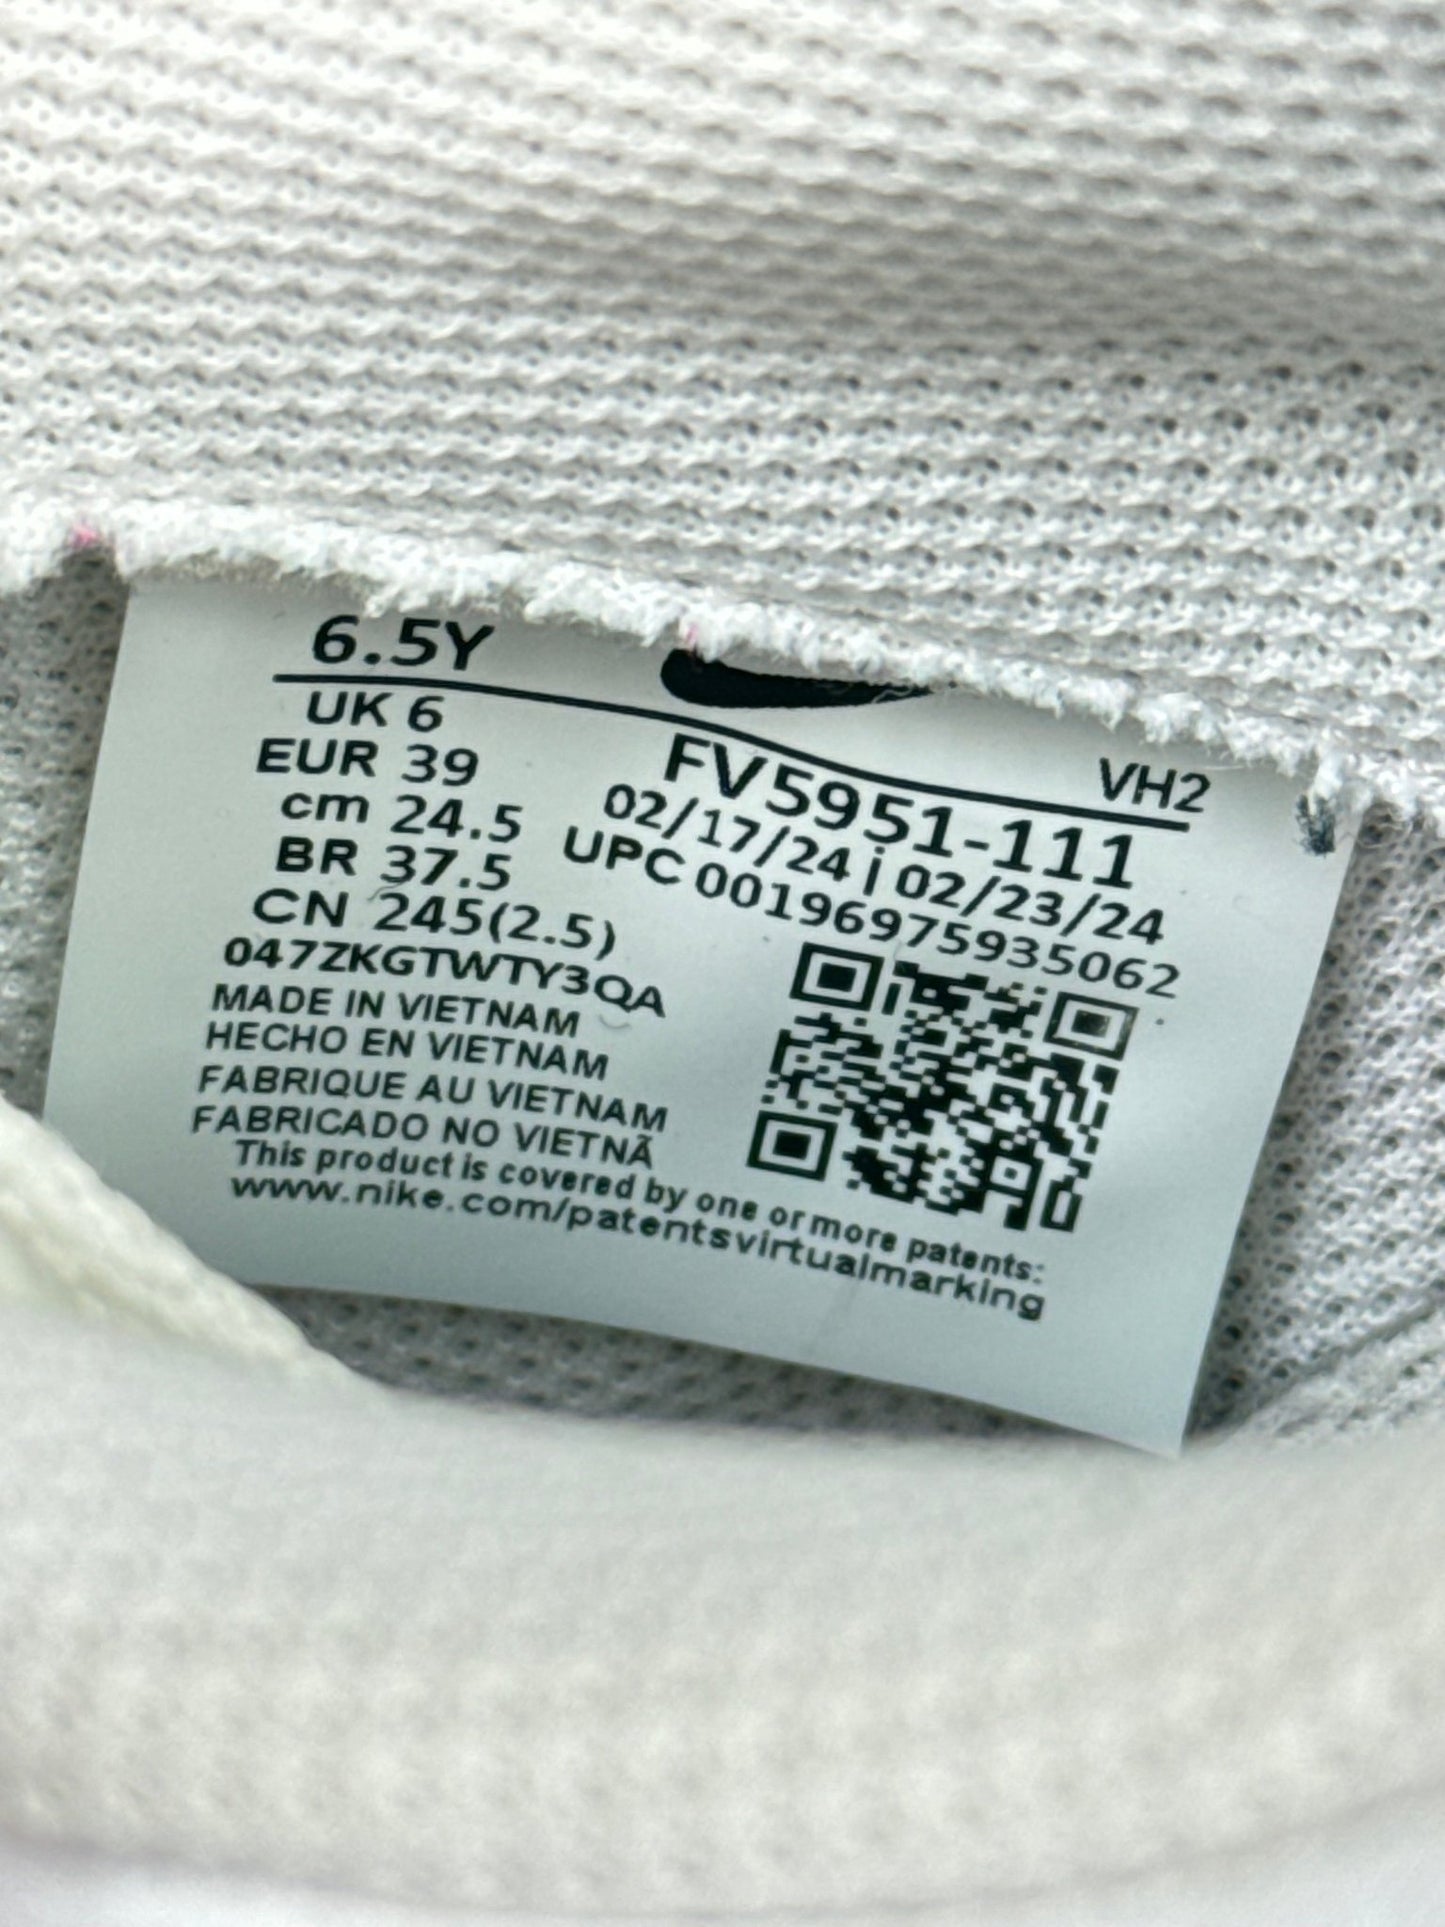 6.5Y
UK 6
EUR 39
cm 24.5
BR 37.5
CN 245(2.5)
047ZKGTWTY3QA
VH2
FV5951-111
02/17/24 i 02/23/24
UPC 00196975935062
MADE IN VIETNAM
HECHO EN VIETNAM
FABRIQUE AU VIETNAM
FABRICADO NO VIETNÃ
This product is covered by one or more patents:
www.nike.com/patentsvirtualmarking